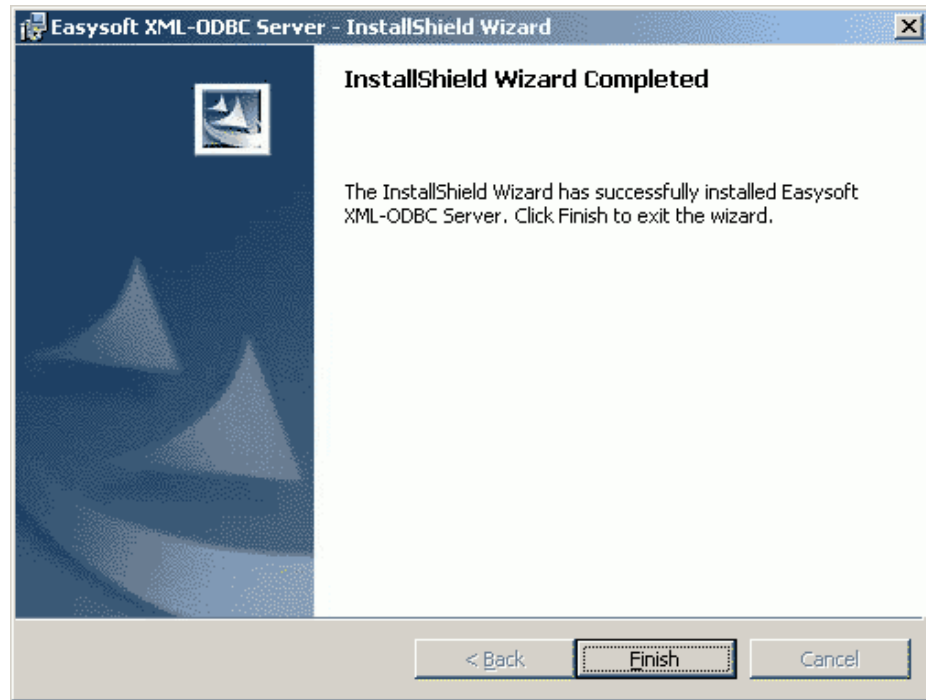 Easysoft XML-ODBC Server - InstallShield Wizard
InstallShield Wizard Completed
The InstallShield Wizard has successfully installed Easysoft
XML-ODBC Server. Click Finish to exit the wizard.
< Back
Finish
Cancel